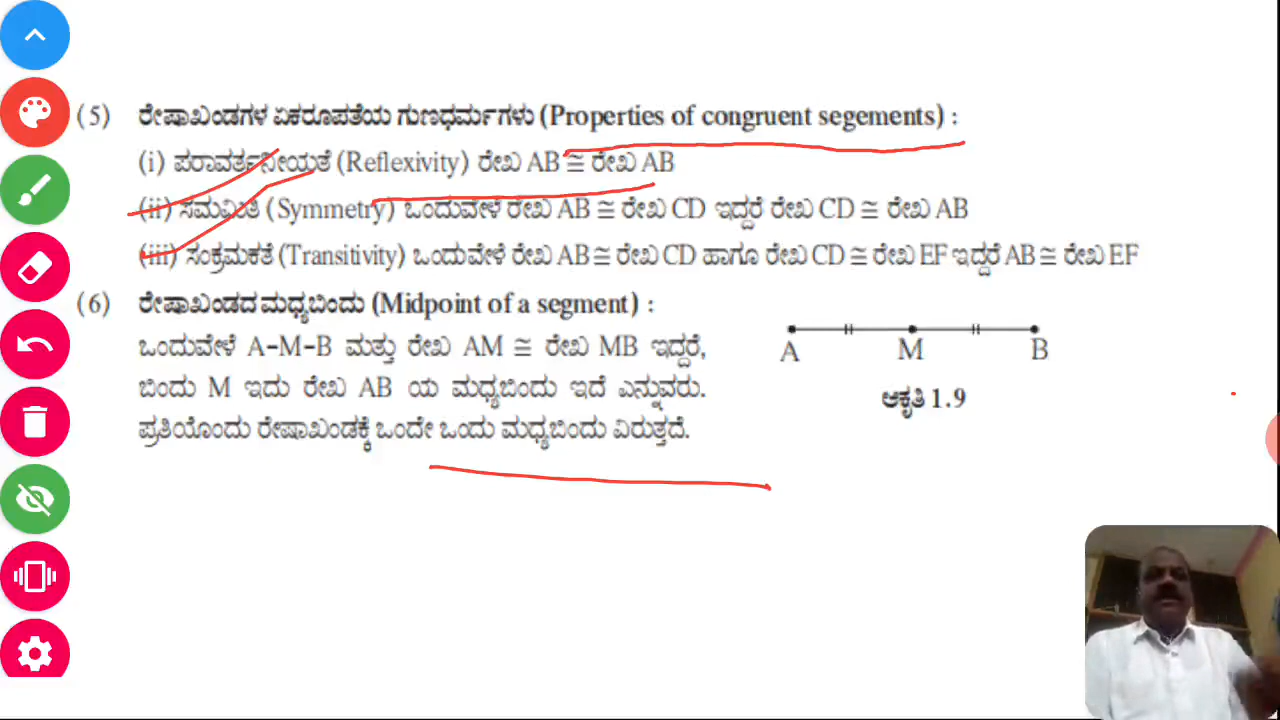 (5) ರೇಷಾಖಂಡಗಳ ಏಕರೂಪತೆಯ ಗುಣಧರ್ಮಗಳು (Properties of congruent segements) :
(i) ಪರಾವರ್ತನೀಯತೆ (Reflexivity) ರೇಖ AB ≅ ರೇಖ AB
(ii) ಸಮಮಿತಿ (Symmetry) ಒಂದುವೇಳೆ ರೇಖ AB ≅ ರೇಖ CD ಇದ್ದರೆ ರೇಖ CD ≅ ರೇಖ AB
(iii) ಸಂಕ್ರಮಕತೆ (Transitivity) ಒಂದುವೇಳೆ ರೇಖ AB ≅ ರೇಖ CD ಹಾಗೂ ರೇಖ CD ≅ ರೇಖ EF ಇದ್ದರೆ AB ≅ ರೇಖ EF
(6) ರೇಷಾಖಂಡದ ಮಧ್ಯಬಿಂದು (Midpoint of a segment) :
ಒಂದುವೇಳೆ A-M-B ಮತ್ತು ರೇಖ AM ≅ ರೇಖ MB ಇದ್ದರೆ,
ಬಿಂದು M ಇದು ರೇಖ AB ಯ ಮಧ್ಯಬಿಂದು ಇದೆ ಎನ್ನುವರು.
ಪ್ರತಿಯೊಂದು ರೇಷಾಖಂಡಕ್ಕೆ ಒಂದೇ ಒಂದು ಮಧ್ಯಬಿಂದು ವಿರುತ್ತದೆ.
A M B
ಆಕೃತಿ 1.9